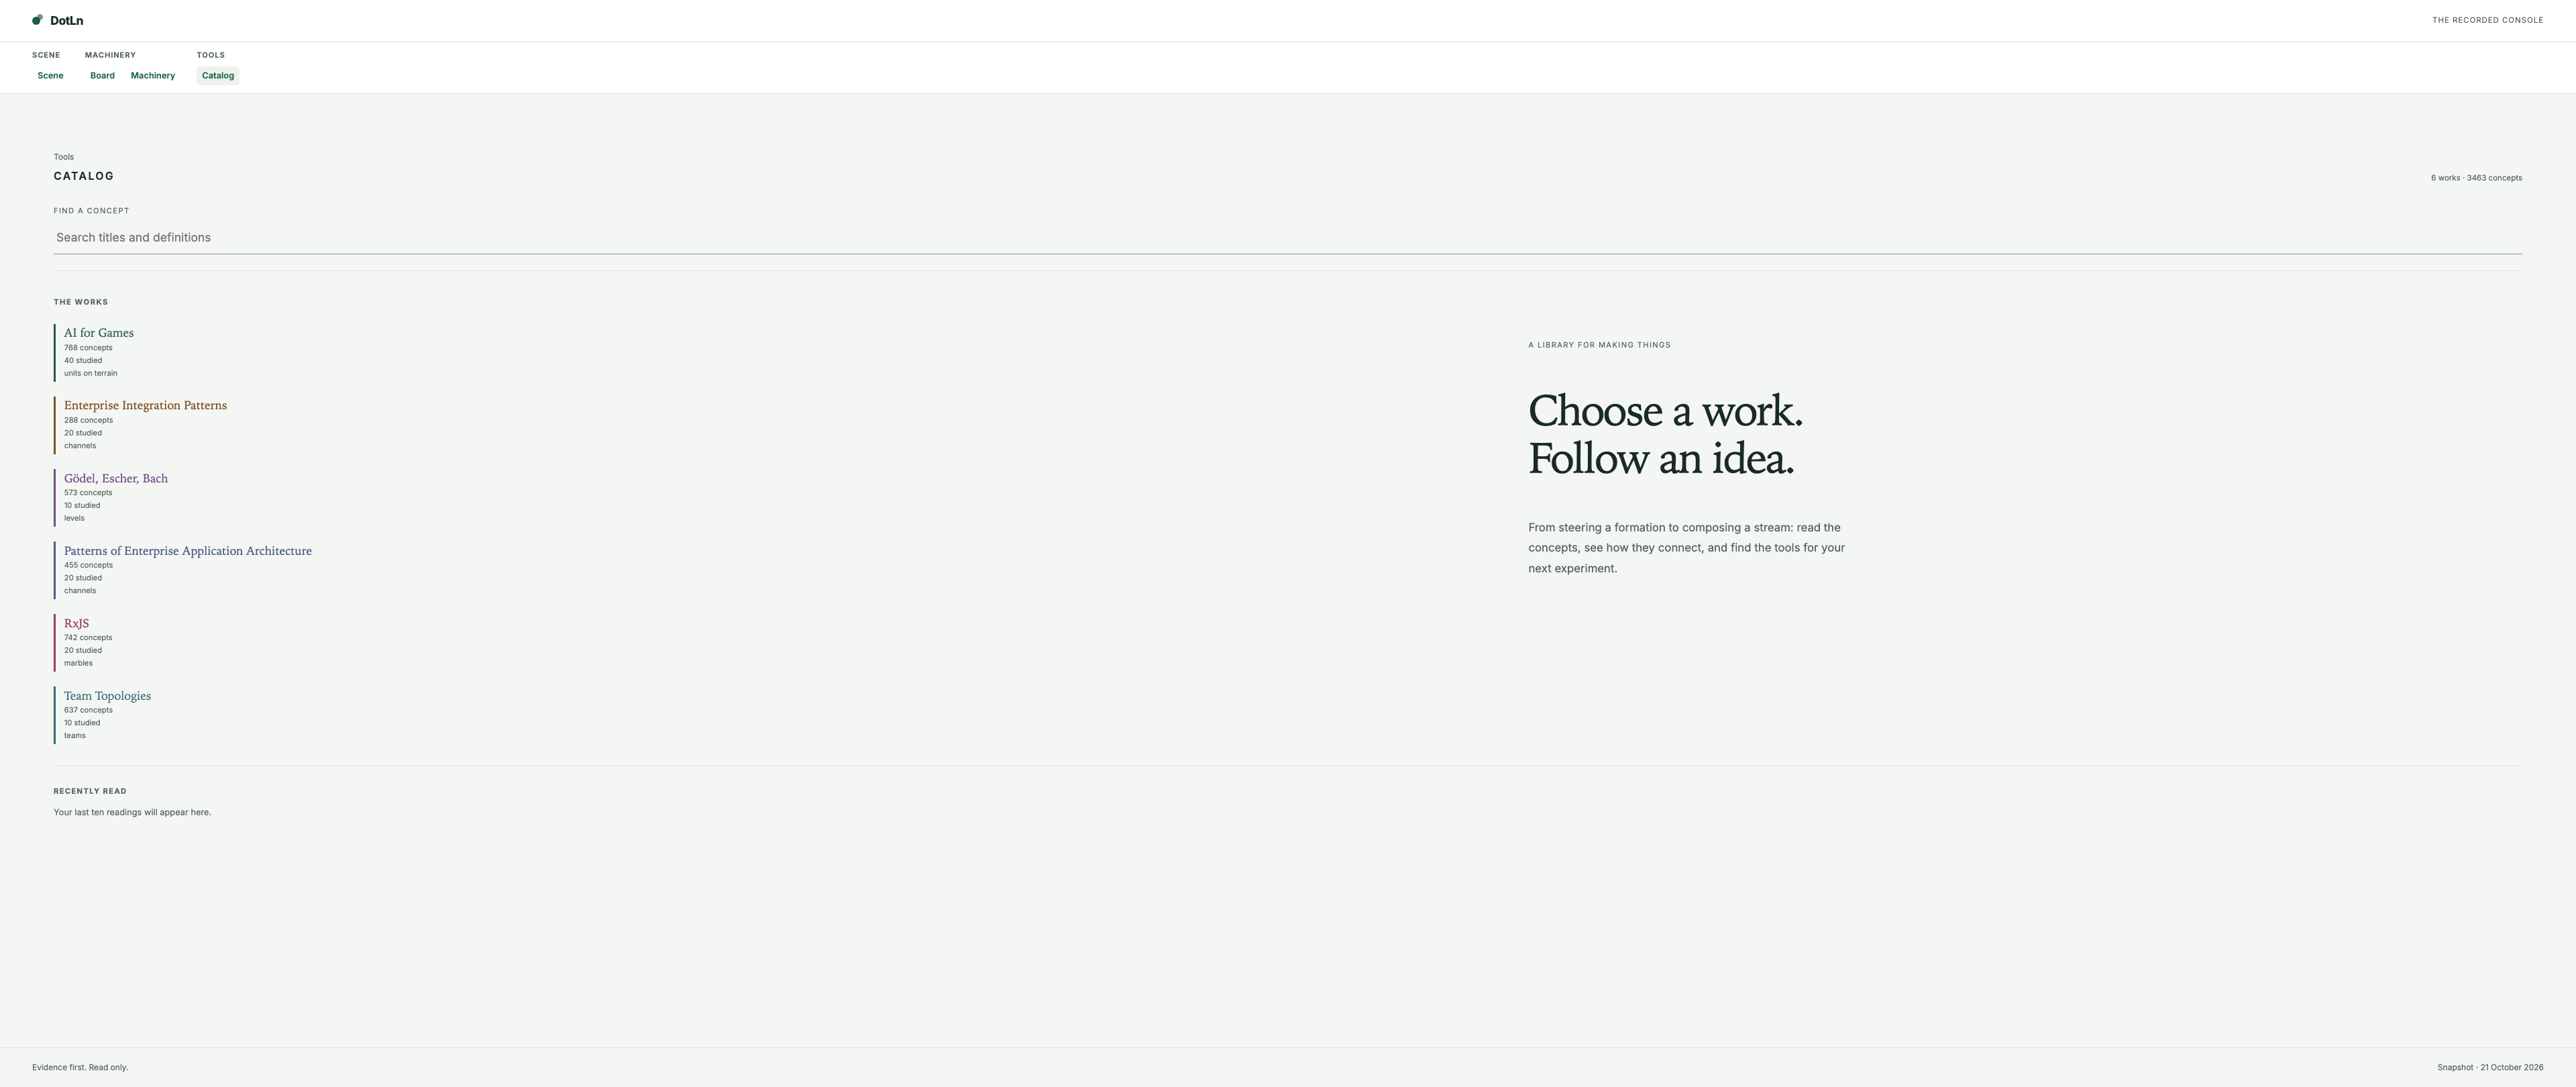 DotLn
THE RECORDED CONSOLE
SCENE
MACHINERY
TOOLS
Scene
Board
Machinery
Catalog
Tools
CATALOG
6 works · 3463 concepts
FIND A CONCEPT
Search titles and definitions
THE WORKS
AI for Games
768 concepts
40 studied
units on terrain
Enterprise Integration Patterns
288 concepts
20 studied
channels
Gödel, Escher, Bach
573 concepts
10 studied
levels
Patterns of Enterprise Application Architecture
455 concepts
20 studied
channels
RxJS
742 concepts
20 studied
marbles
Team Topologies
637 concepts
10 studied
teams
A LIBRARY FOR MAKING THINGS
Choose a work.
Follow an idea.
From steering a formation to composing a stream: read the
concepts, see how they connect, and find the tools for your
next experiment.
RECENTLY READ
Your last ten readings will appear here.
Evidence first. Read only.
Snapshot · 21 October 2026